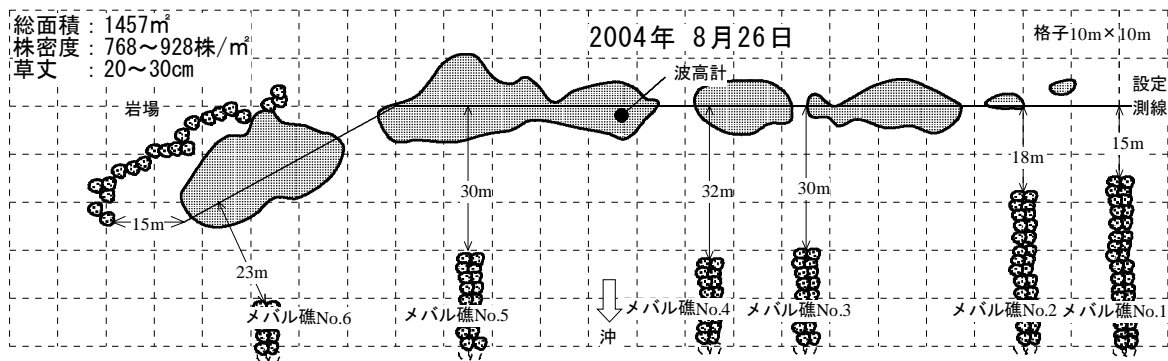 総面積：1457㎡
株密度：768～928株/㎡
草丈　：20～30cm
2004年 8月26日
格子10m×10m
波高計
設定
測線
岩場
30m
32m
30m
18m
15m
15m
23m
メバル礁No.6
メバル礁No.5
沖
メバル礁No.4
メバル礁No.3
メバル礁No.2
メバル礁No.1